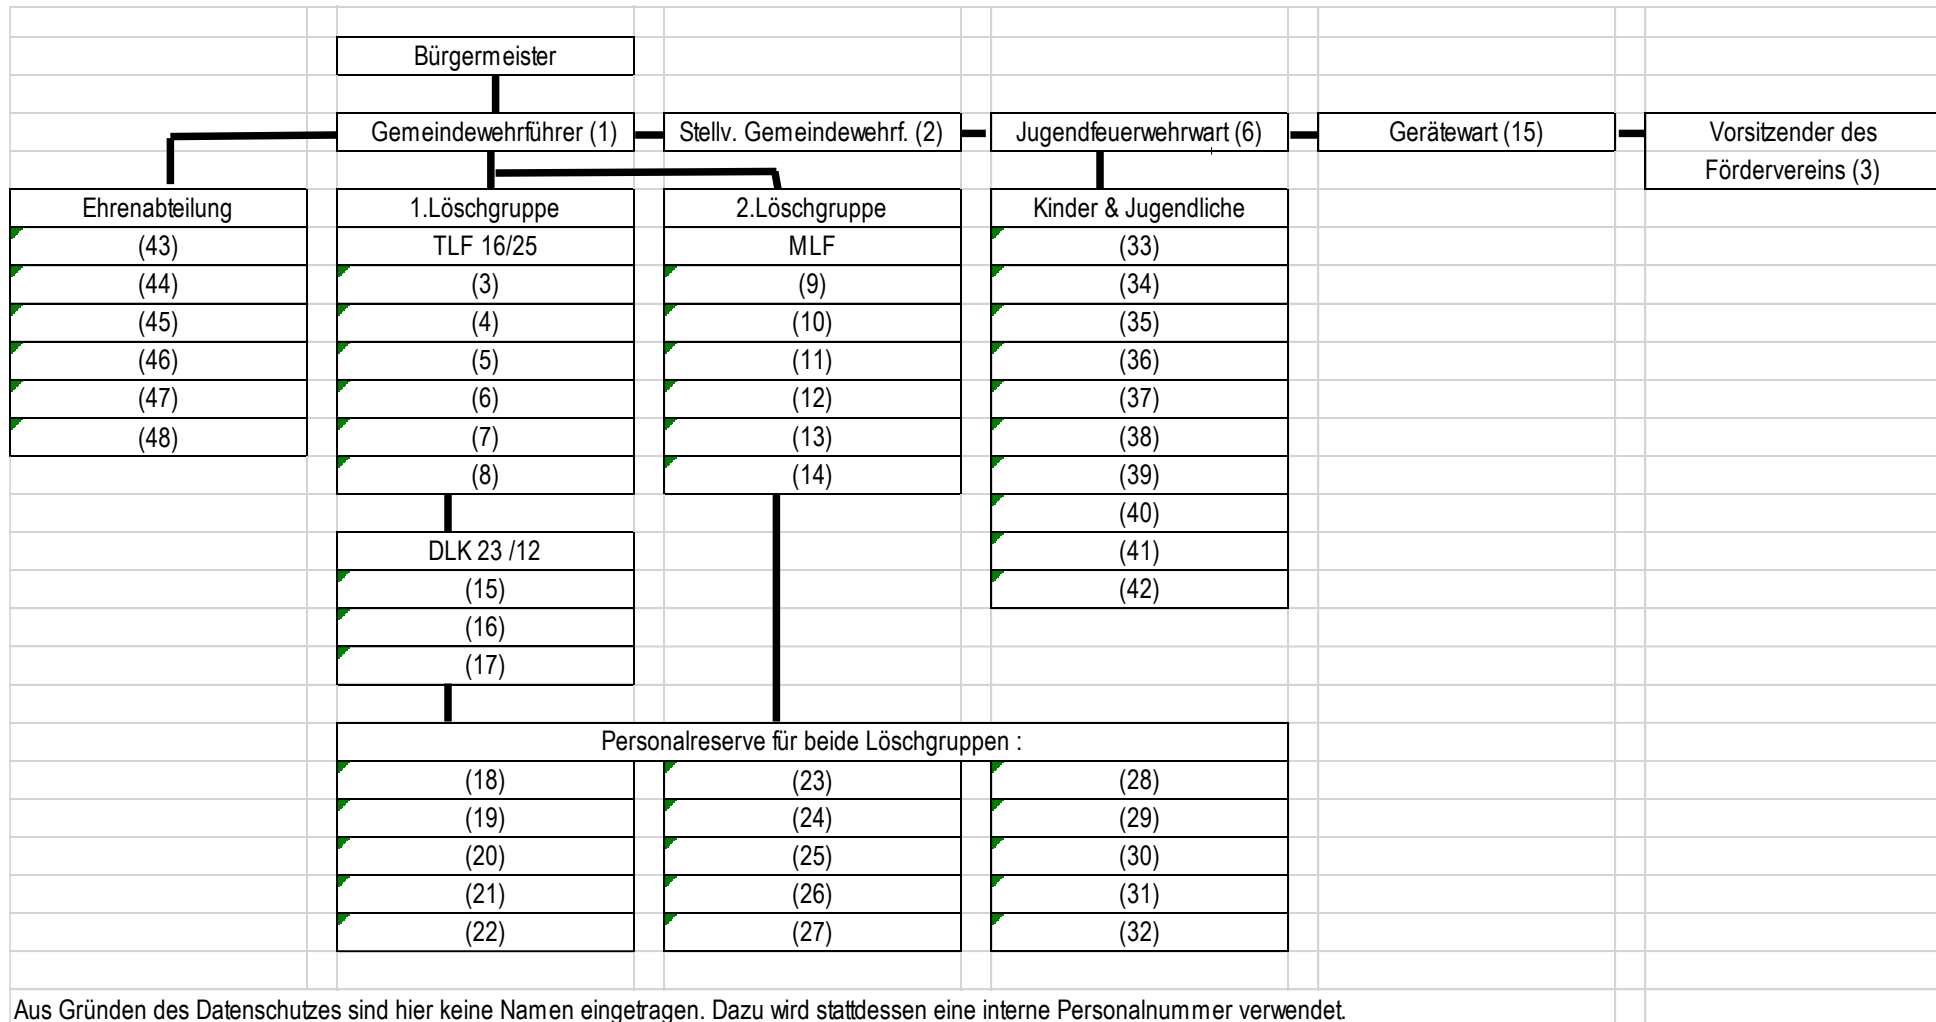 Bürgermeister
Gemeindewehrführer (1)
Stellv. Gemeindewehrf. (2)
Jugendfeuerwehrwart (6)
Gerätewart (15)
Vorsitzender des
Fördervereins (3)
Ehrenabteilung
(43)
(44)
(45)
(46)
(47)
(48)
1.Löschgruppe
TLF 16/25
(3)
(4)
(5)
(6)
(7)
(8)
DLK 23 /12
(15)
(16)
(17)
2.Löschgruppe
MLF
(9)
(10)
(11)
(12)
(13)
(14)
Kinder & Jugendliche
(33)
(34)
(35)
(36)
(37)
(38)
(39)
(40)
(41)
(42)
Personalreserve für beide Löschgruppen :
(18)
(19)
(20)
(21)
(22)
(23)
(24)
(25)
(26)
(27)
(28)
(29)
(30)
(31)
(32)
Aus Gründen des Datenschutzes sind hier keine Namen eingetragen. Dazu wird stattdessen eine interne Personalnummer verwendet.